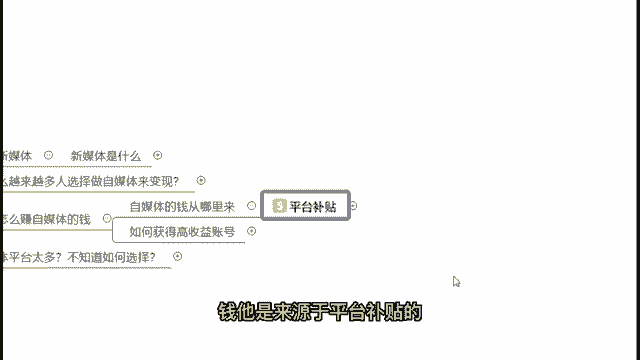 新媒体 新媒体是什么
么越来越多人选择做自媒体来变现？
自媒体的钱从哪里来 3 平台补贴
怎么赚自媒体的钱
如何获得高收益账号
体平台太多？不知道如何选择？
钱他是来源于平台补贴的